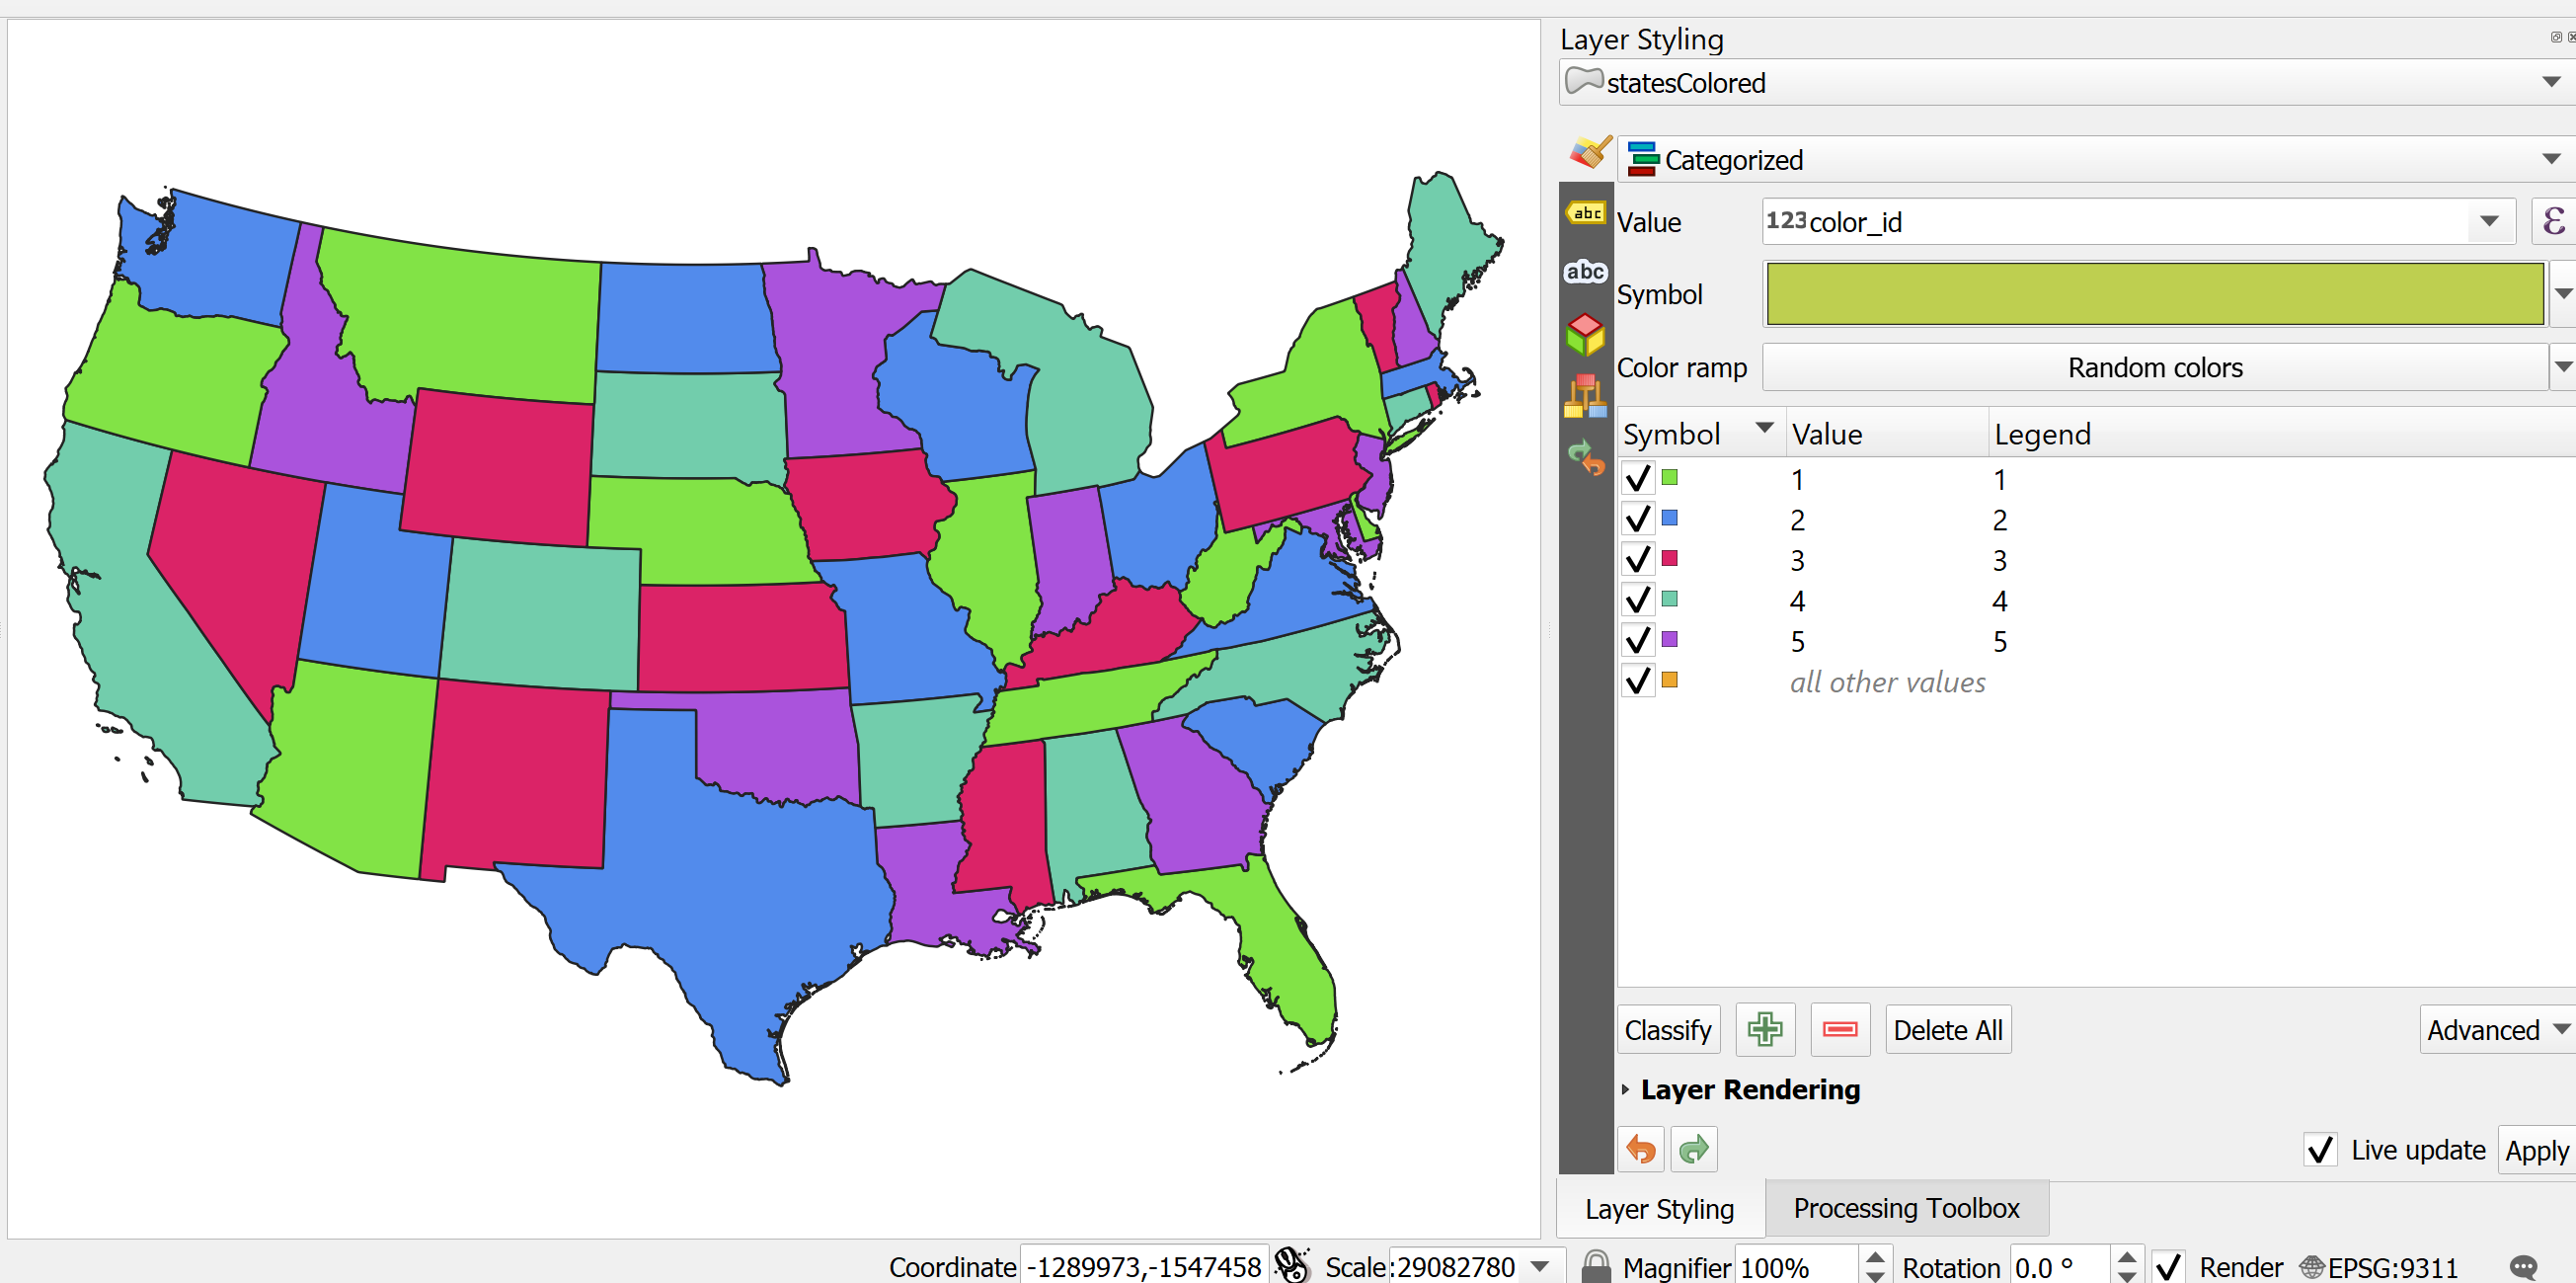 Layer Styling
statesColored
Categorized
abc
Value 123 color_id ε
abc
Symbol
Color ramp Random colors
Symbol Value Legend
1 1
2 2
3 3
4 4
5 5
all other values
Classify Delete All Advanced
Layer Rendering
Live update Apply
Layer Styling Processing Toolbox
Coordinate -1289973,-1547458 Scale :29082780 Magnifier 100% Rotation 0.0 ° Render EPSG:9311